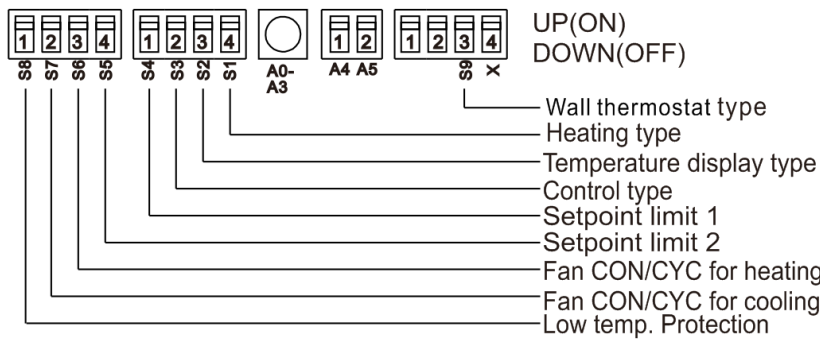 UP(ON)
DOWN(OFF)
1 2 3 4 1 2 3 4 1 2 1 2 3 4
S8 S7 S6 S5 S4 S3 S2 S1 A0-A3 A4 A5 S9 X
Wall thermostat type
Heating type
Temperature display type
Control type
Setpoint limit 1
Setpoint limit 2
Fan CON/CYC for heating
Fan CON/CYC for cooling
Low temp. Protection